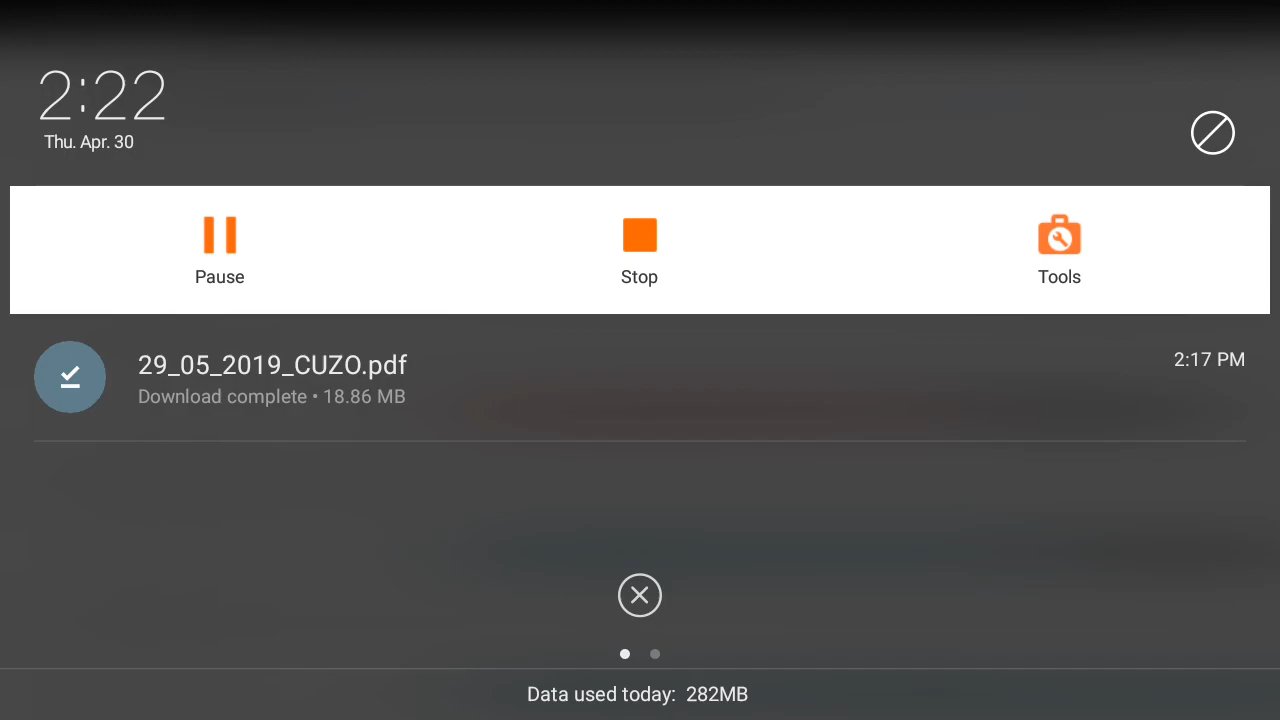 2:22
Thu. Apr. 30
Pause
Stop
Tools
29_05_2019_CUZO.pdf
2:17 PM
Download complete • 18.86 MB
Data used today: 282MB